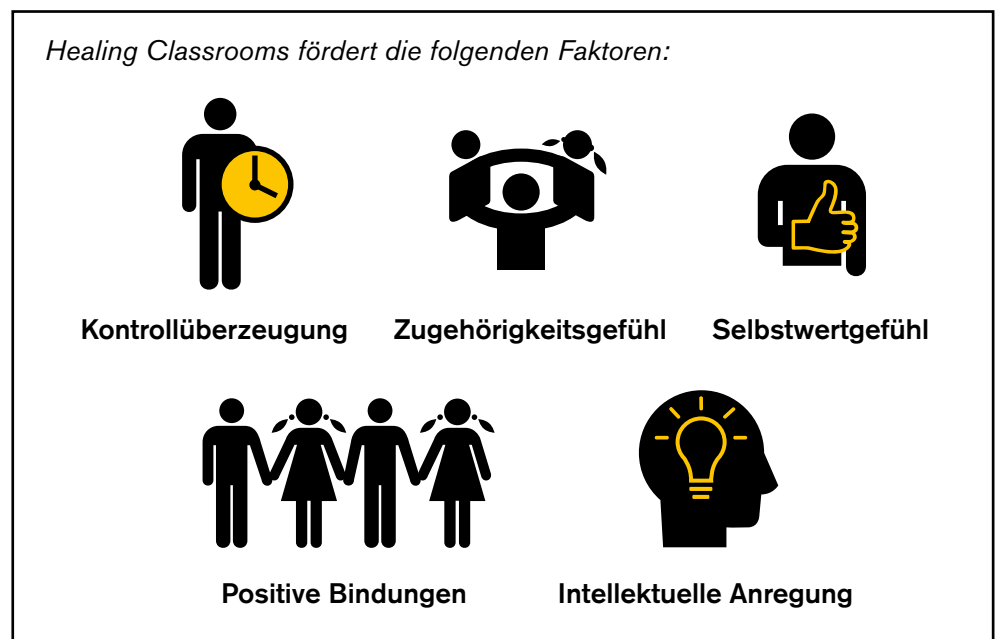 Healing Classrooms fördert die folgenden Faktoren:
Kontrollüberzeugung
Zugehörigkeitsgefühl
Selbstwertgefühl
Positive Bindungen
Intellektuelle Anregung